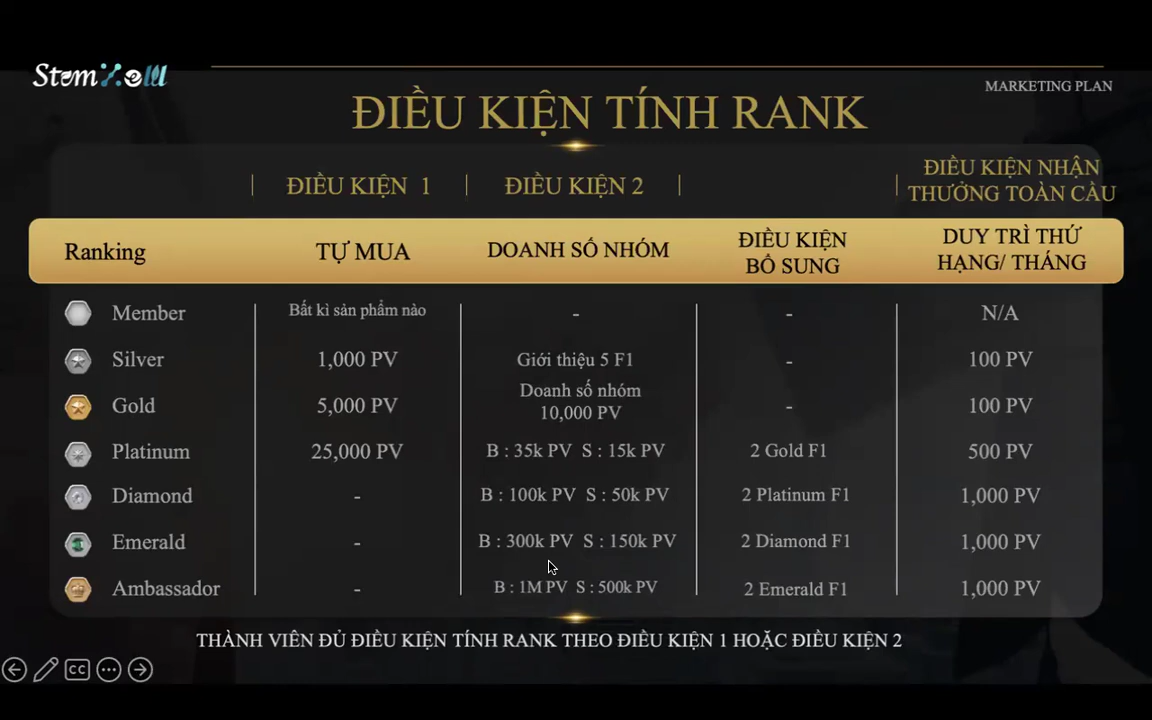 StemXcell
MARKETING PLAN
ĐIỀU KIỆN TÍNH RANK
ĐIỀU KIỆN 1
ĐIỀU KIỆN 2
ĐIỀU KIỆN NHẬN
THƯỞNG TOÀN CẦU
Ranking
TỰ MUA
DOANH SỐ NHÓM
ĐIỀU KIỆN
BỔ SUNG
DUY TRÌ THỨ
HẠNG/ THÁNG
Member Bất kì sản phẩm nào - - N/A
Silver 1,000 PV Giới thiệu 5 F1 - 100 PV
Gold 5,000 PV Doanh số nhóm
10,000 PV - 100 PV
Platinum 25,000 PV B : 35k PV S : 15k PV 2 Gold F1 500 PV
Diamond - B : 100k PV S : 50k PV 2 Platinum F1 1,000 PV
Emerald - B : 300k PV S : 150k PV 2 Diamond F1 1,000 PV
Ambassador - B : 1M PV S : 500k PV 2 Emerald F1 1,000 PV
THÀNH VIÊN ĐỦ ĐIỀU KIỆN TÍNH RANK THEO ĐIỀU KIỆN 1 HOẶC ĐIỀU KIỆN 2
CC